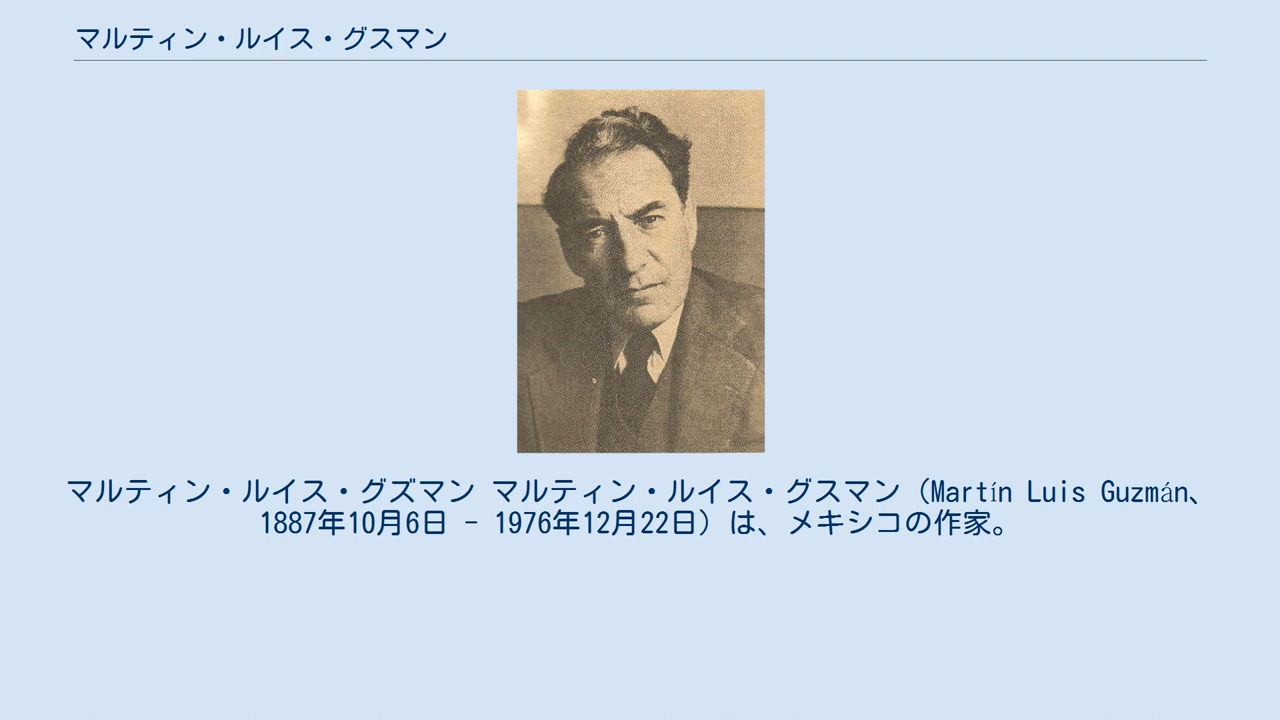 マルティン・ルイス・グスマン
マルティン・ルイス・グズマン マルティン・ルイス・グスマン（Martín Luis Guzmán、
1887年10月6日 - 1976年12月22日）は、メキシコの作家。